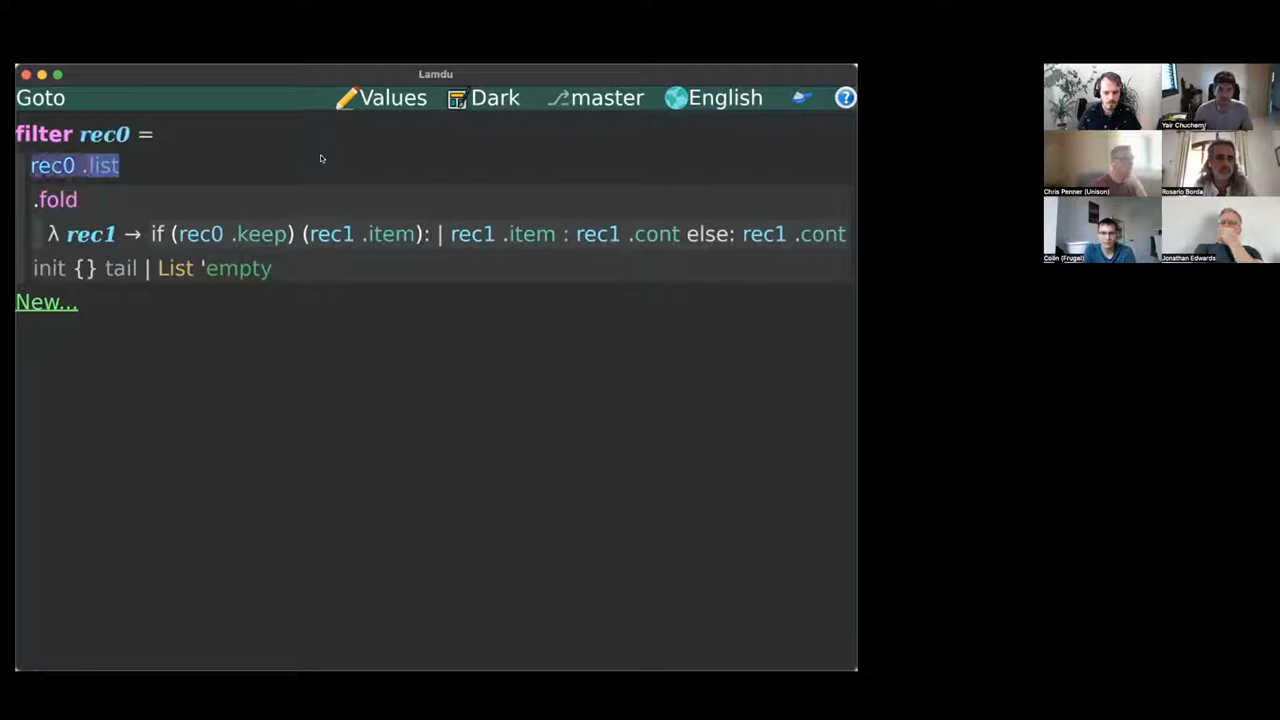 Lamdu
Goto Values Dark master English ?
filter rec0 =
rec0 .list
.fold
λ rec1 → if (rec0 .keep) (rec1 .item): | rec1 .item : rec1 .cont else: rec1 .cont
init {} tail | List 'empty
New...
Yair Chuchem
Chris Penner (Unison)
Rosario Borda
Colin (Frugel)
Jonathan Edwards